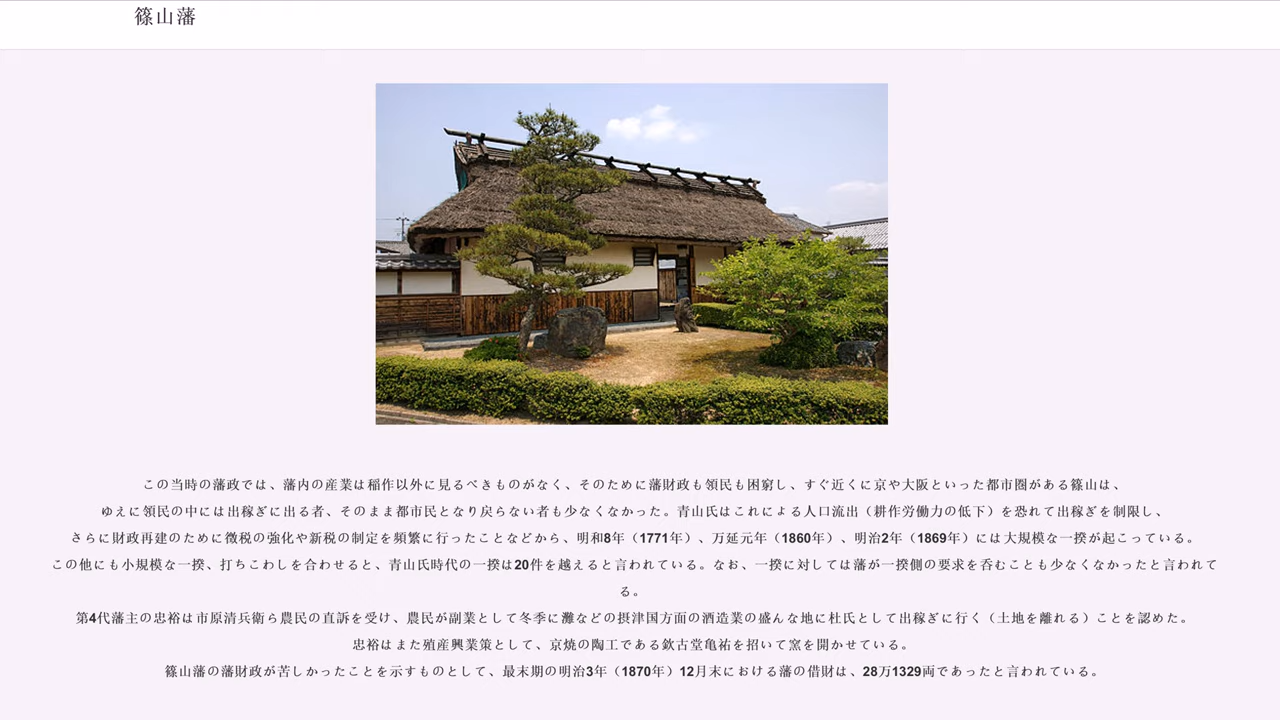 篠山藩
この当時の藩政では、藩内の産業は稲作以外に見るべきものがなく、そのために藩財政も領民も困窮し、すぐ近くに京や大阪といった都市圏がある篠山は、
ゆえに領民の中には出稼ぎに出る者、そのまま都市民となり戻らない者も少なくなかった。青山氏はこれによる人口流出（耕作労働力の低下）を恐れて出稼ぎを制限し、
さらに財政再建のために徴税の強化や新税の制定を頻繁に行ったことなどから、明和8年（1771年）、万延元年（1860年）、明治2年（1869年）には大規模な一揆が起こっている。
この他にも小規模な一揆、打ちこわしを合わせると、青山氏時代の一揆は20件を越えると言われている。なお、一揆に対しては藩が一揆側の要求を呑むことも少なくなかったと言われて
る。
第4代藩主の忠裕は市原清兵衛ら農民の直訴を受け、農民が副業として冬季に灘などの摂津国方面の酒造業の盛んな地に杜氏として出稼ぎに行く（土地を離れる）ことを認めた。
忠裕はまた殖産興業策として、京焼の陶工である欽古堂亀祐を招いて窯を開かせている。
篠山藩の藩財政が苦しかったことを示すものとして、最末期の明治3年（1870年）12月末における藩の借財は、28万1329両であったと言われている。